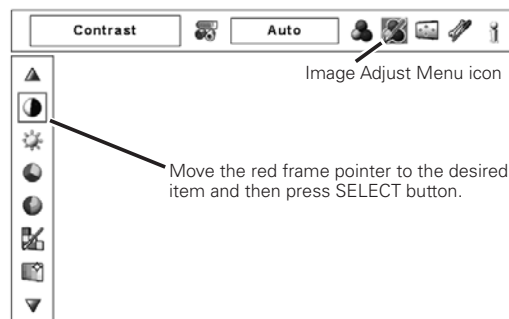 Contrast
Auto
Image Adjust Menu icon
Move the red frame pointer to the desired
item and then press SELECT button.